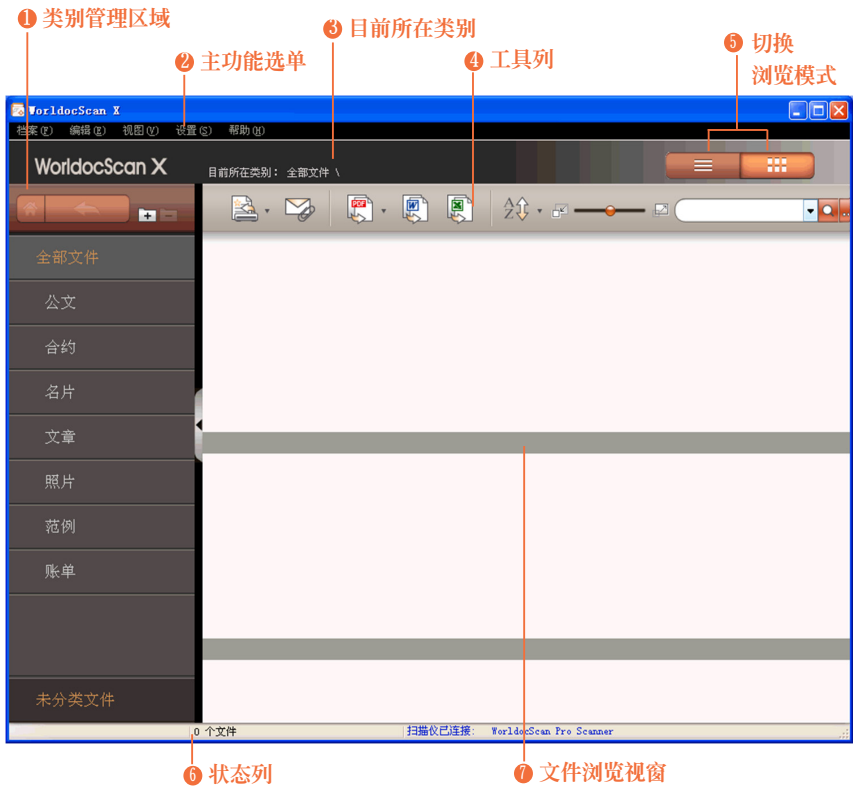 ❶ 类别管理区域
❸ 目前所在类别
❷ 主功能选单
❹ 工具列
❺ 切换
浏览模式
WorldocScan X
档案(F) 编辑(E) 视图(V) 设置(S) 帮助(H)
WorldocScan X
目前所在类别: 全部文件 \
PDF
W
X
A
Z
全部文件
公文
合约
名片
文章
照片
范例
账单
未分类文件
0 个文件
扫描仪已连接: WorldocScan Pro Scanner
❻ 状态列
❼ 文件浏览视窗